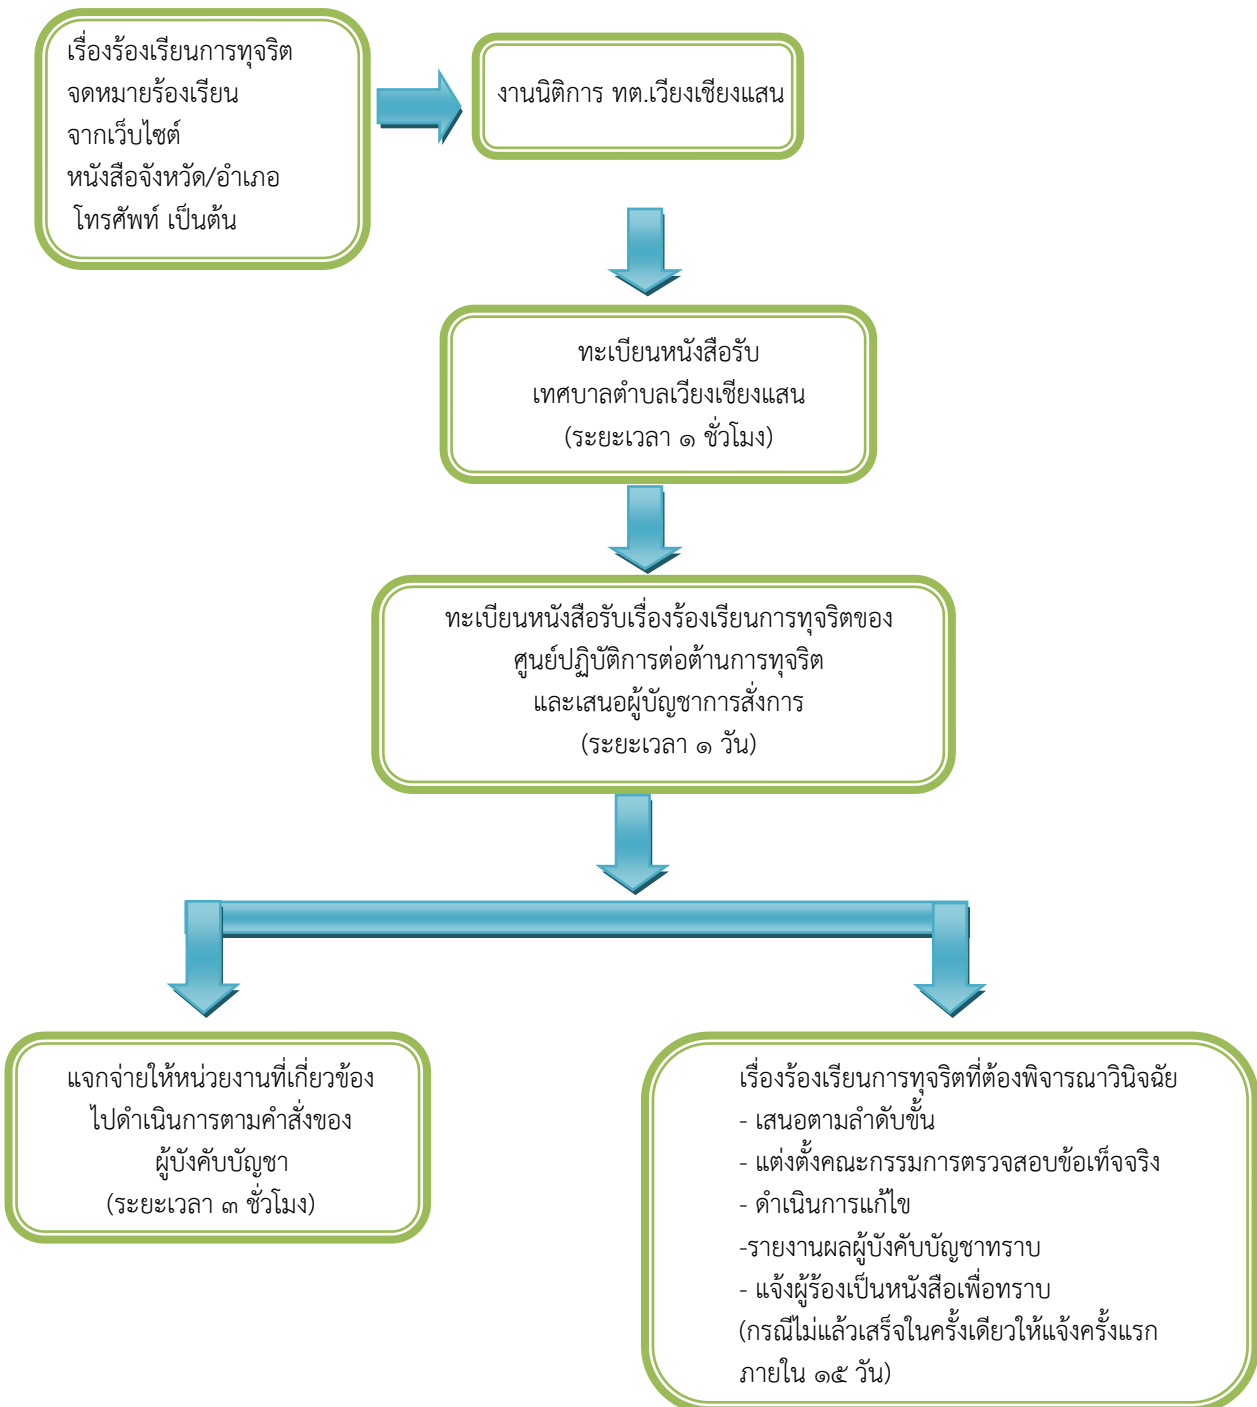 เรื่องร้องเรียนการทุจริต
จดหมายร้องเรียน
จากเว็บไซต์
หนังสือจังหวัด/อำเภอ
โทรศัพท์ เป็นต้น
งานนิติการ ทต.เวียงเชียงแสน
ทะเบียนหนังสือรับ
เทศบาลตำบลเวียงเชียงแสน
(ระยะเวลา ๑ ชั่วโมง)
ทะเบียนหนังสือรับเรื่องร้องเรียนการทุจริตของ
ศูนย์ปฏิบัติการต่อต้านการทุจริต
และเสนอผู้บัญชาการสั่งการ
(ระยะเวลา ๑ วัน)
แจกจ่ายให้หน่วยงานที่เกี่ยวข้อง
ไปดำเนินการตามคำสั่งของ
ผู้บังคับบัญชา
(ระยะเวลา ๓ ชั่วโมง)
เรื่องร้องเรียนการทุจริตที่ต้องพิจารณาวินิจฉัย
- เสนอตามลำดับขั้น
- แต่งตั้งคณะกรรมการตรวจสอบข้อเท็จจริง
- ดำเนินการแก้ไข
-รายงานผลผู้บังคับบัญชาทราบ
- แจ้งผู้ร้องเป็นหนังสือเพื่อทราบ
(กรณีไม่แล้วเสร็จในครั้งเดียวให้แจ้งครั้งแรก
ภายใน ๑๕ วัน)